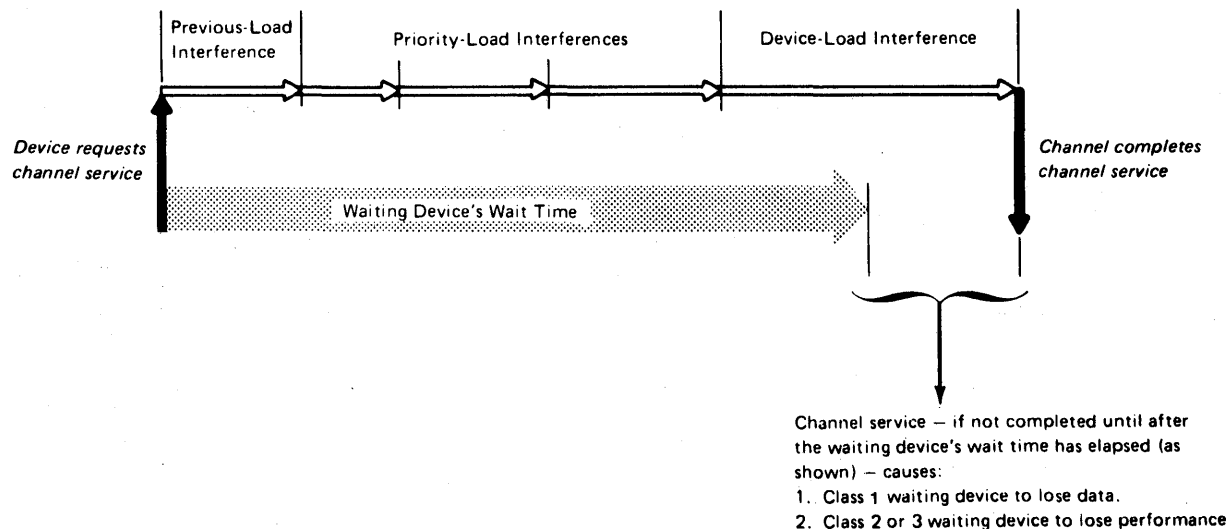 Previous-Load
Interference
Priority-Load Interferences
Device-Load Interference
Device requests
channel service
Channel completes
channel service
Waiting Device's Wait Time
Channel service — if not completed until after
the waiting device's wait time has elapsed (as
shown) — causes:
1. Class 1 waiting device to lose data.
2. Class 2 or 3 waiting device to lose performance